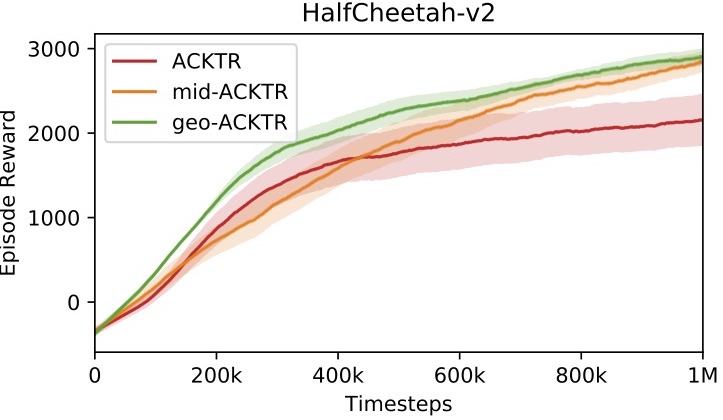 HalfCheetah-v2
3000
2000
1000
0
Episode Reward
ACKTR
mid-ACKTR
geo-ACKTR
0 200k 400k 600k 800k 1M
Timesteps